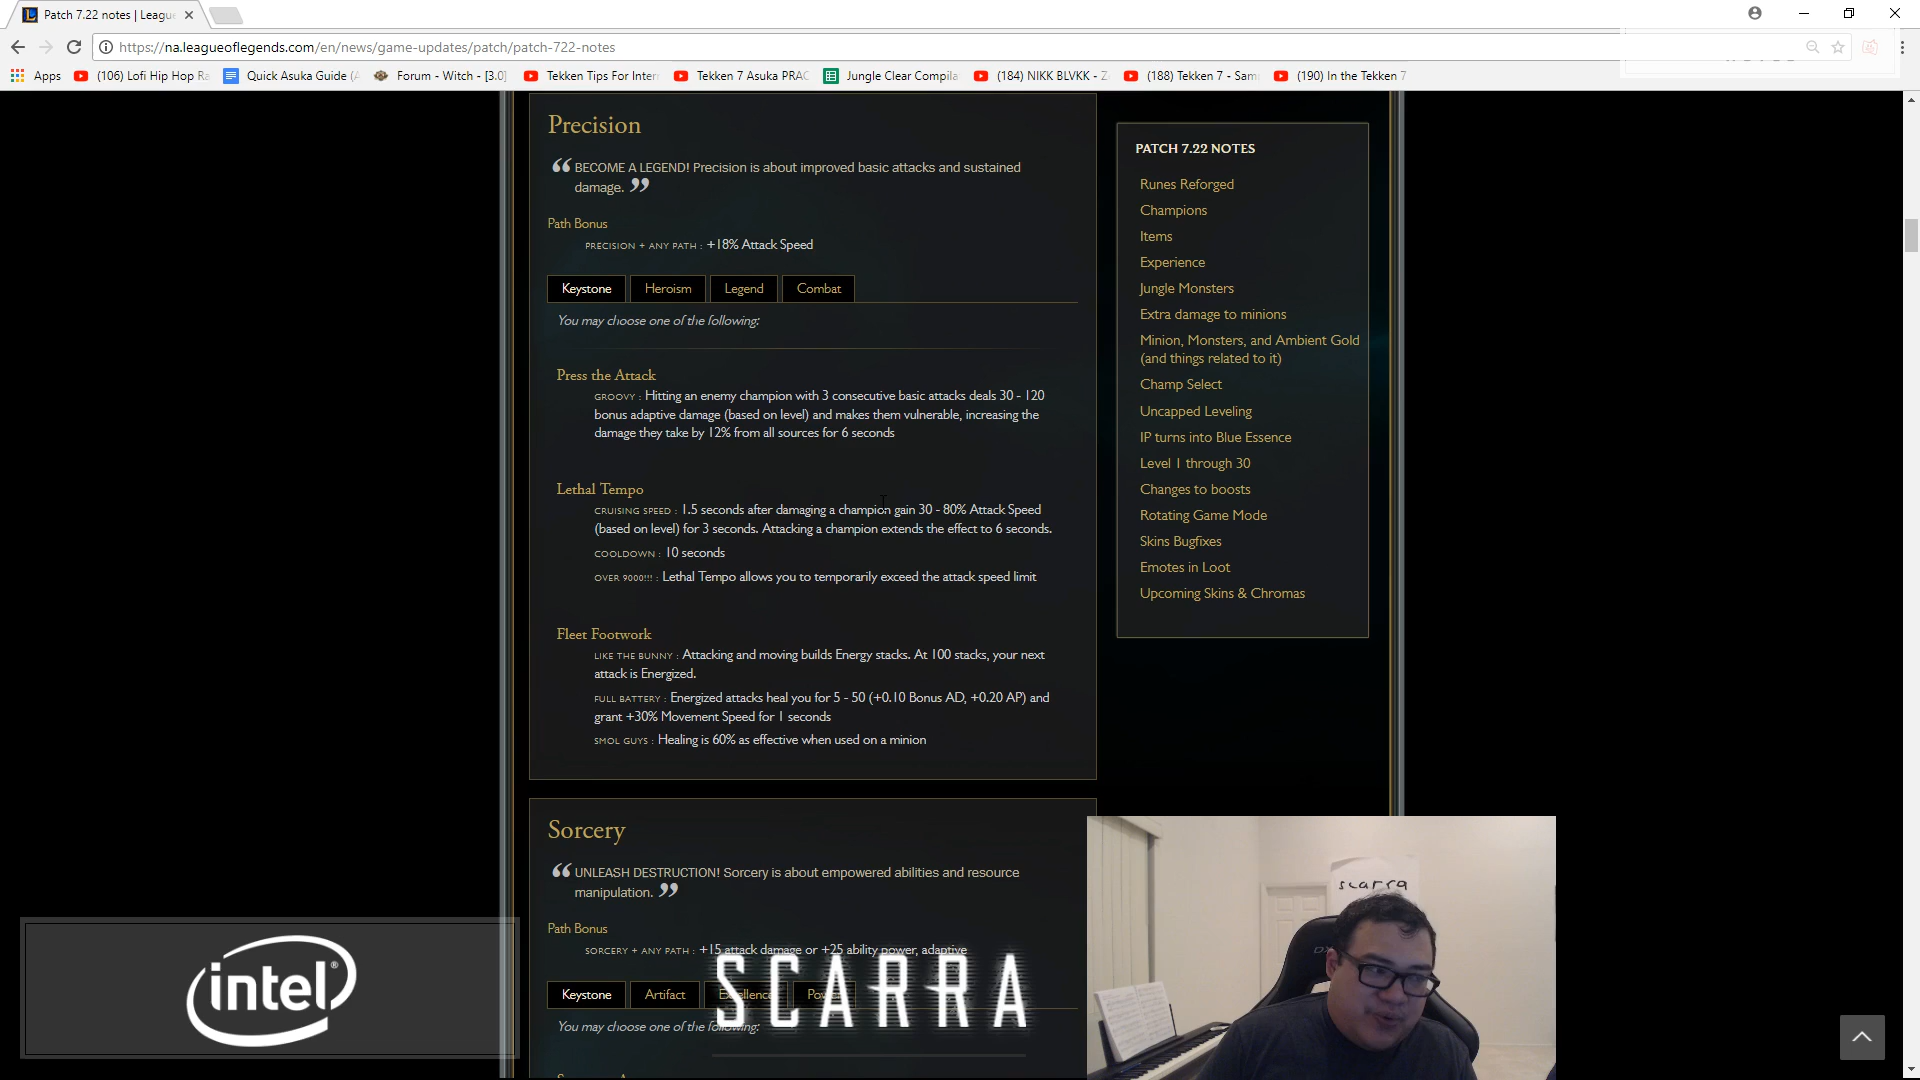 Patch 7.22 notes | Leagu
https://na.leagueoflegends.com/en/news/game-updates/patch/patch-722-notes
Apps
(106) Lofi Hip Hop Ra
Quick Asuka Guide (
Forum - Witch - [3.0]
Tekken Tips For Inter
Tekken 7 Asuka PRAC
Jungle Clear Compila
(184) NIKK BLVKK - Z
(188) Tekken 7 - Sam
(190) In the Tekken 7
Precision
“ BECOME A LEGEND! Precision is about improved basic attacks and sustained
damage. ”
Path Bonus
PRECISION + ANY PATH : +18% Attack Speed
Keystone
Heroism
Legend
Combat
You may choose one of the following:
Press the Attack
GROOVY : Hitting an enemy champion with 3 consecutive basic attacks deals 30 - 120
bonus adaptive damage (based on level) and makes them vulnerable, increasing the
damage they take by 12% from all sources for 6 seconds
Lethal Tempo
CRUISING SPEED : 1.5 seconds after damaging a champion gain 30 - 80% Attack Speed
(based on level) for 3 seconds. Attacking a champion extends the effect to 6 seconds.
COOLDOWN : 10 seconds
OVER 9000!!! : Lethal Tempo allows you to temporarily exceed the attack speed limit
Fleet Footwork
LIKE THE BUNNY : Attacking and moving builds Energy stacks. At 100 stacks, your next
attack is Energized.
FULL BATTERY : Energized attacks heal you for 5 - 50 (+0.10 Bonus AD, +0.20 AP) and
grant +30% Movement Speed for 1 seconds
SMOL GUYS : Healing is 60% as effective when used on a minion
Sorcery
“ UNLEASH DESTRUCTION! Sorcery is about empowered abilities and resource
manipulation. ”
Path Bonus
SORCERY + ANY PATH : +15 attack damage or +25 ability power, adaptive
Keystone
Artifact
Excellence
Power
You may choose one of the following:
PATCH 7.22 NOTES
Runes Reforged
Champions
Items
Experience
Jungle Monsters
Extra damage to minions
Minion, Monsters, and Ambient Gold
(and things related to it)
Champ Select
Uncapped Leveling
IP turns into Blue Essence
Level 1 through 30
Changes to boosts
Rotating Game Mode
Skins Bugfixes
Emotes in Loot
Upcoming Skins & Chromas
intel®
SCARRA
scarra